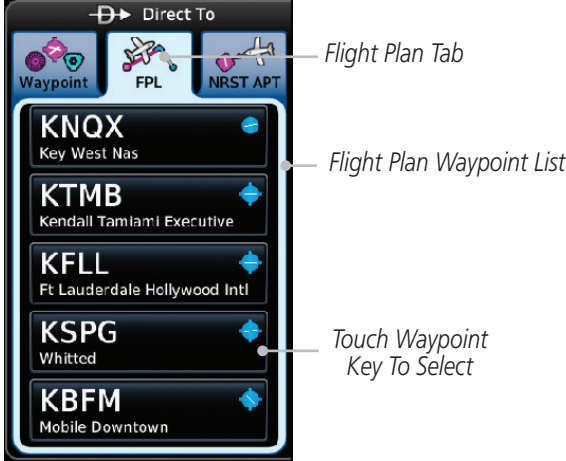 Direct To
Waypoint
FPL
NRST APT
Flight Plan Tab
KNQX
Key West Nas
Flight Plan Waypoint List
KTMB
Kendall Tamiami Executive
KFLL
Ft Lauderdale Hollywood Intl
KSPG
Whitted
Touch Waypoint
Key To Select
KBFM
Mobile Downtown